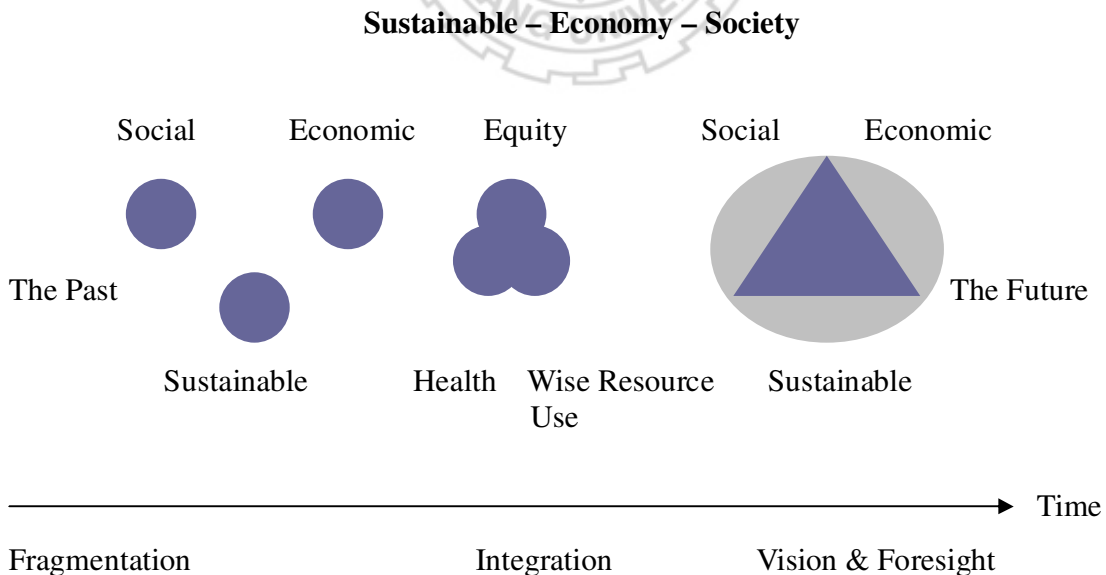 Sustainable – Economy – Society
Social Economic Equity Social Economic
The Past The Future
Sustainable Health Wise Resource Sustainable
Use
Time
Fragmentation Integration Vision & Foresight